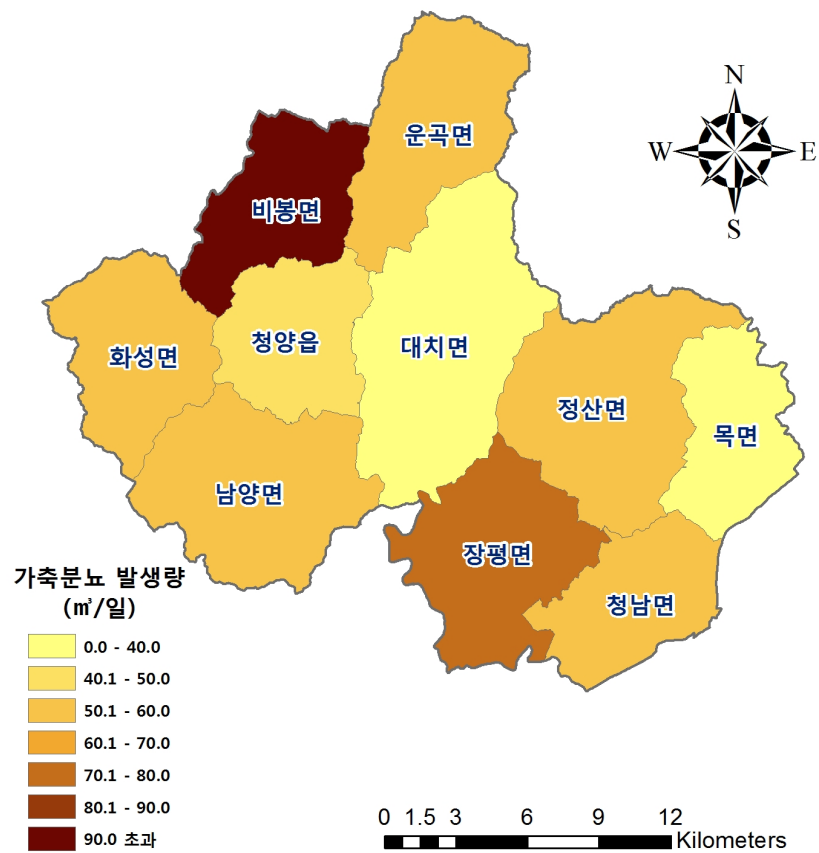 N
W
E
S
운곡면
비봉면
청양읍
대치면
화성면
정산면
목면
남양면
장평면
청남면
가축분뇨 발생량
(㎥/일)
0.0 - 40.0
40.1 - 50.0
50.1 - 60.0
60.1 - 70.0
70.1 - 80.0
80.1 - 90.0
90.0 초과
0 1.5 3 6 9 12
Kilometers